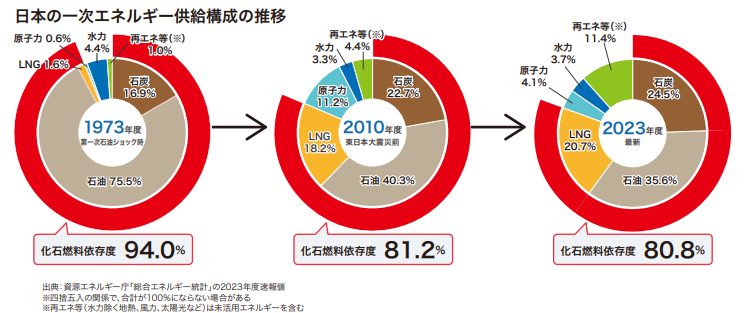 日本の一次エネルギー供給構成の推移
原子力 0.6%
水力
4.4%
再エネ等(※)
1.0%
LNG 1.6%
石炭
16.9%
1973年度
第一次石油ショック時
石油 75.5%
化石燃料依存度 94.0%
水力
3.3%
再エネ等(※)
4.4%
原子力
11.2%
石炭
22.7%
LNG
18.2%
2010年度
東日本大震災前
石油 40.3%
化石燃料依存度 81.2%
再エネ等(※)
11.4%
水力
3.7%
原子力
4.1%
石炭
24.5%
LNG
20.7%
2023年度
最新
石油 35.6%
化石燃料依存度 80.8%
出典：資源エネルギー庁「総合エネルギー統計」の2023年度速報値
※四捨五入の関係で、合計が100%にならない場合がある
※再エネ等(水力除く地熱、風力、太陽光など)は未活用エネルギーを含む